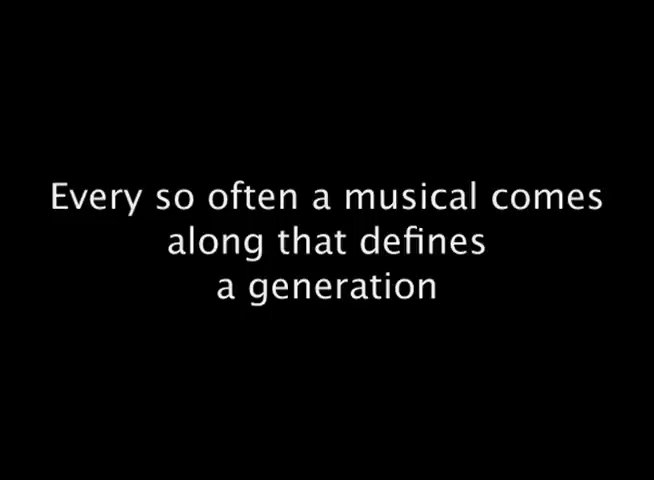 Every so often a musical comes
along that defines
a generation